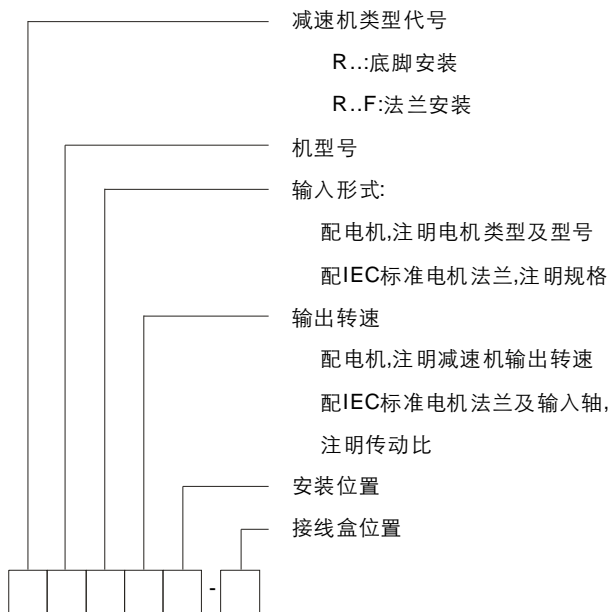 减速机类型代号
R..:底脚安装
R..F:法兰安装
机型号
输入形式:
配电机,注明电机类型及型号
配IEC标准电机法兰,注明规格
输出转速
配电机,注明减速机输出转速
配IEC标准电机法兰及输入轴,
注明传动比
安装位置
接线盒位置
-